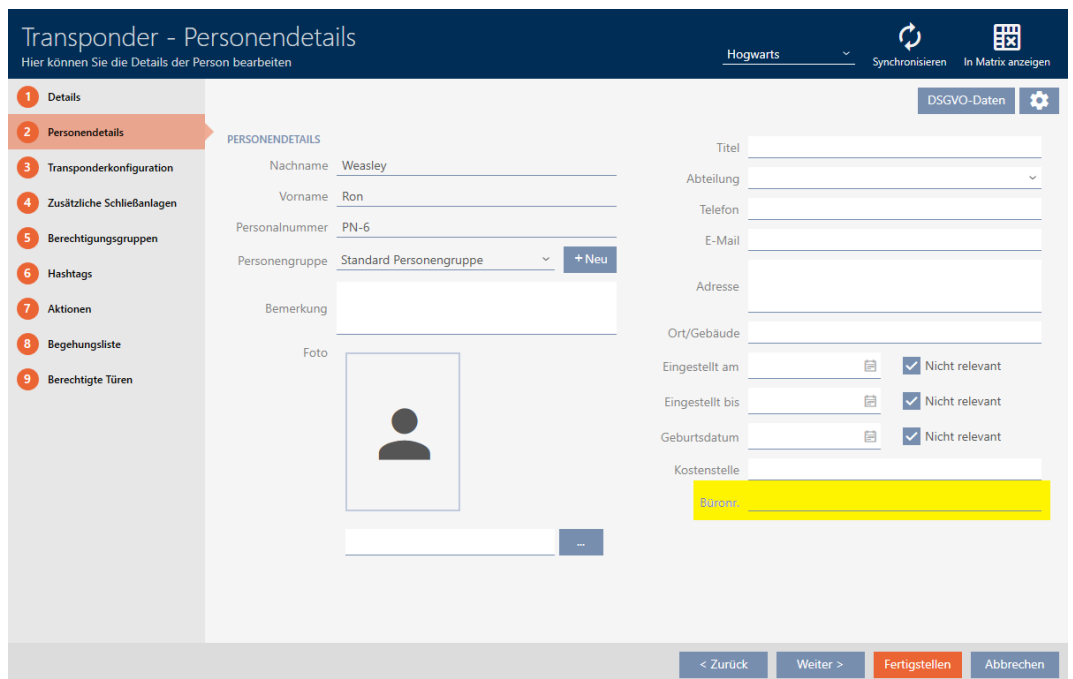 Transponder - Personendetails
Hier können Sie die Details der Person bearbeiten
Hogwarts
Synchronisieren
In Matrix anzeigen
1 Details
2 Personendetails
3 Transponderkonfiguration
4 Zusätzliche Schließanlagen
5 Berechtigungsgruppen
6 Hashtags
7 Aktionen
8 Begehungsliste
9 Berechtigte Türen
DSGVO-Daten
PERSONENDETAILS
Nachname Weasley
Vorname Ron
Personalnummer PN-6
Personengruppe Standard Personengruppe + Neu
Bemerkung
Foto
...
Titel
Abteilung
Telefon
E-Mail
Adresse
Ort/Gebäude
Eingestellt am Nicht relevant
Eingestellt bis Nicht relevant
Geburtsdatum Nicht relevant
Kostenstelle
Büronr.
< Zurück
Weiter >
Fertigstellen
Abbrechen